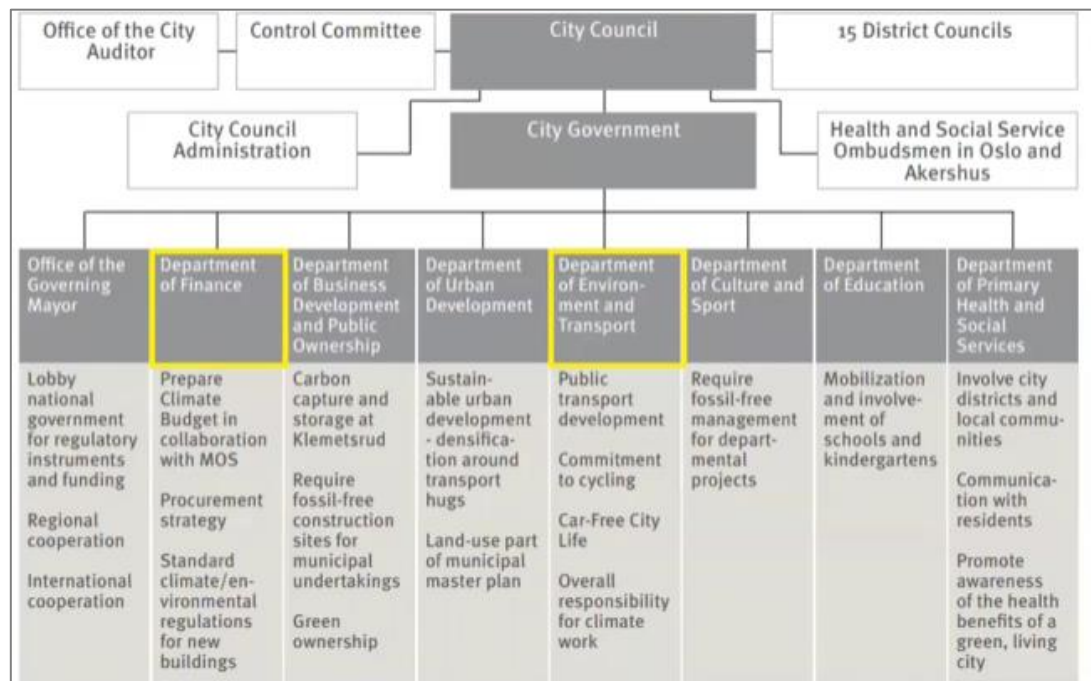 Office of the City
Auditor
Control Committee
City Council
15 District Councils
City Council
Administration
City Government
Health and Social Service
Ombudsmen in Oslo and
Akershus
Office of the
Governing
Mayor
Department
of Finance
Department
of Business
Development
and Public
Ownership
Department
of Urban
Development
Department
of Environ-
ment and
Transport
Department
of Culture and
Sport
Department
of Education
Department
of Primary
Health and
Social
Services
Lobby
national
government
for regulatory
instruments
and funding
Regional
cooperation
International
cooperation
Prepare
Climate
Budget in
collaboration
with MOS
Procurement
strategy
Standard
climate/en-
vironmental
regulations
for new
buildings
Carbon
capture and
storage at
Klemetsrud
Require
fossil-free
construction
sites for
municipal
undertakings
Green
ownership
Sustain-
able urban
development
- densifica-
tion around
transport
hugs
Land-use part
of municipal
master plan
Public
transport
development
Commitment
to cycling
Car-Free City
Life
Overall
responsibility
for climate
work
Require
fossil-free
management
for depart-
mental
projects
Mobilization
and involve-
ment of
schools and
kindergartens
Involve city
districts and
local commu-
nities
Communica-
tion with
residents
Promote
awareness
of the health
benefits of a
green, living
city